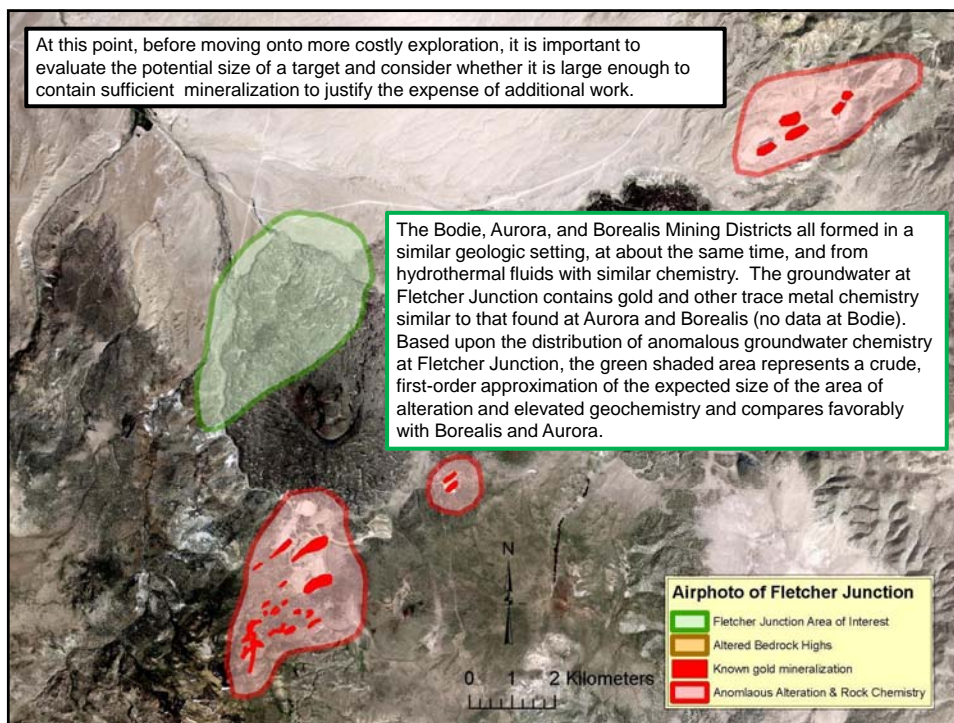 At this point, before moving onto more costly exploration, it is important to
evaluate the potential size of a target and consider whether it is large enough to
contain sufficient mineralization to justify the expense of additional work.
The Bodie, Aurora, and Borealis Mining Districts all formed in a
similar geologic setting, at about the same time, and from
hydrothermal fluids with similar chemistry. The groundwater at
Fletcher Junction contains gold and other trace metal chemistry
similar to that found at Aurora and Borealis (no data at Bodie).
Based upon the distribution of anomalous groundwater chemistry
at Fletcher Junction, the green shaded area represents a crude,
first-order approximation of the expected size of the area of
alteration and elevated geochemistry and compares favorably
with Borealis and Aurora.
N
0 1 2 Kilometers
Airphoto of Fletcher Junction
Fletcher Junction Area of Interest
Altered Bedrock Highs
Known gold mineralization
Anomlaous Alteration & Rock Chemistry